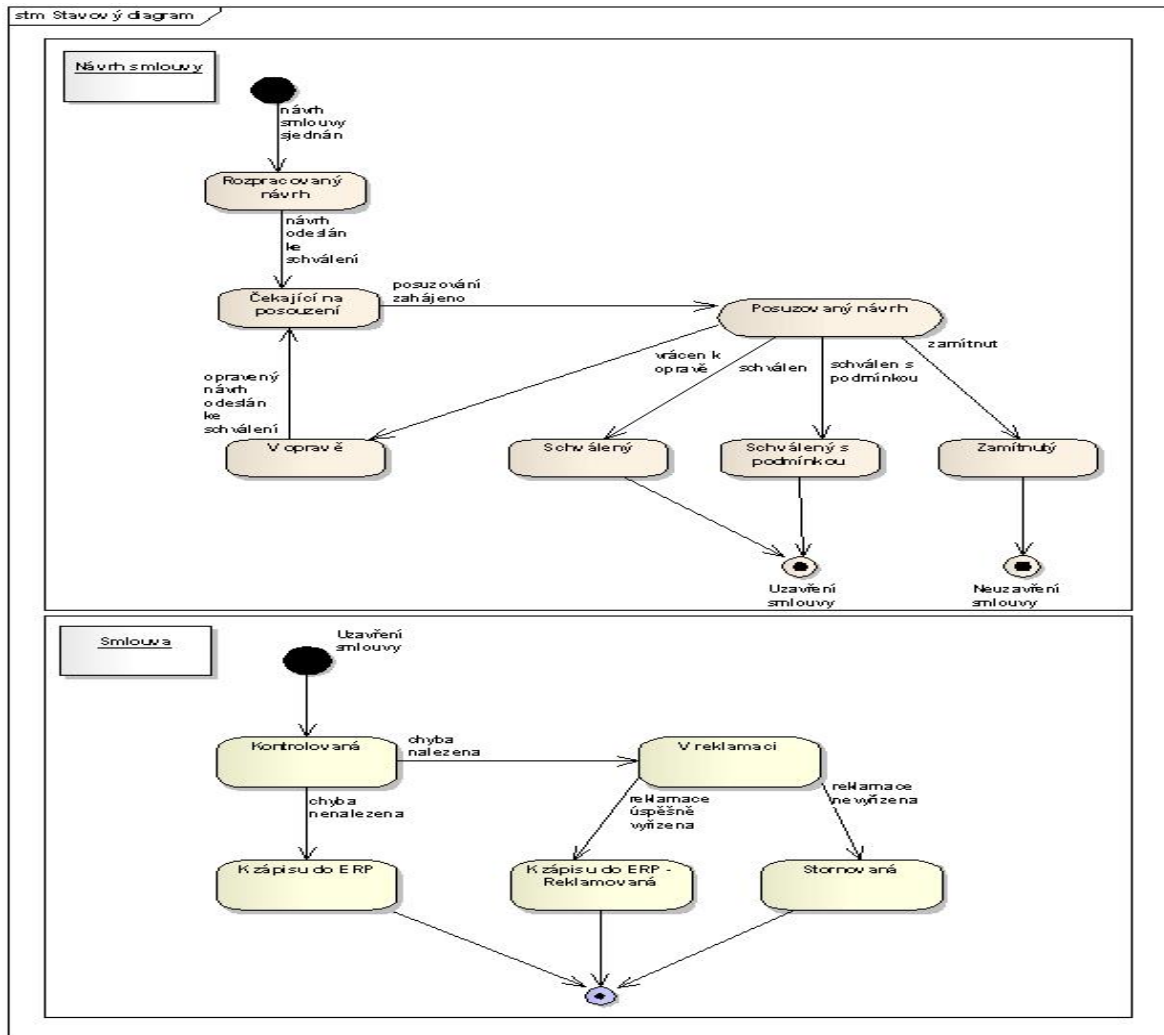 stm Stavový diagram
Návrh smlouvy
návrh
smlouvy
sjednán
Rozpracovaný
návrh
návrh
odeslán
ke
schválení
Čekající na
posouzení
posuzování
zahájeno
Posuzovaný návrh
opravený
návrh
odeslán
ke
schválení
vrácen k
opravě
schválen
schválen s
podmínkou
zamítnut
V opravě
Schválený
Schválený s
podmínkou
Zamítnutý
Uzavření
smlouvy
Neuzavření
smlouvy
Smlouva
Uzavření
smlouvy
Kontrolovaná
chyba
nalezena
V reklamaci
chyba
nenalezena
reklamace
úspěšně
vyřízena
reklamace
nevyřízena
K zápisu do ERP
K zápisu do ERP -
Reklamovaná
Stornovaná